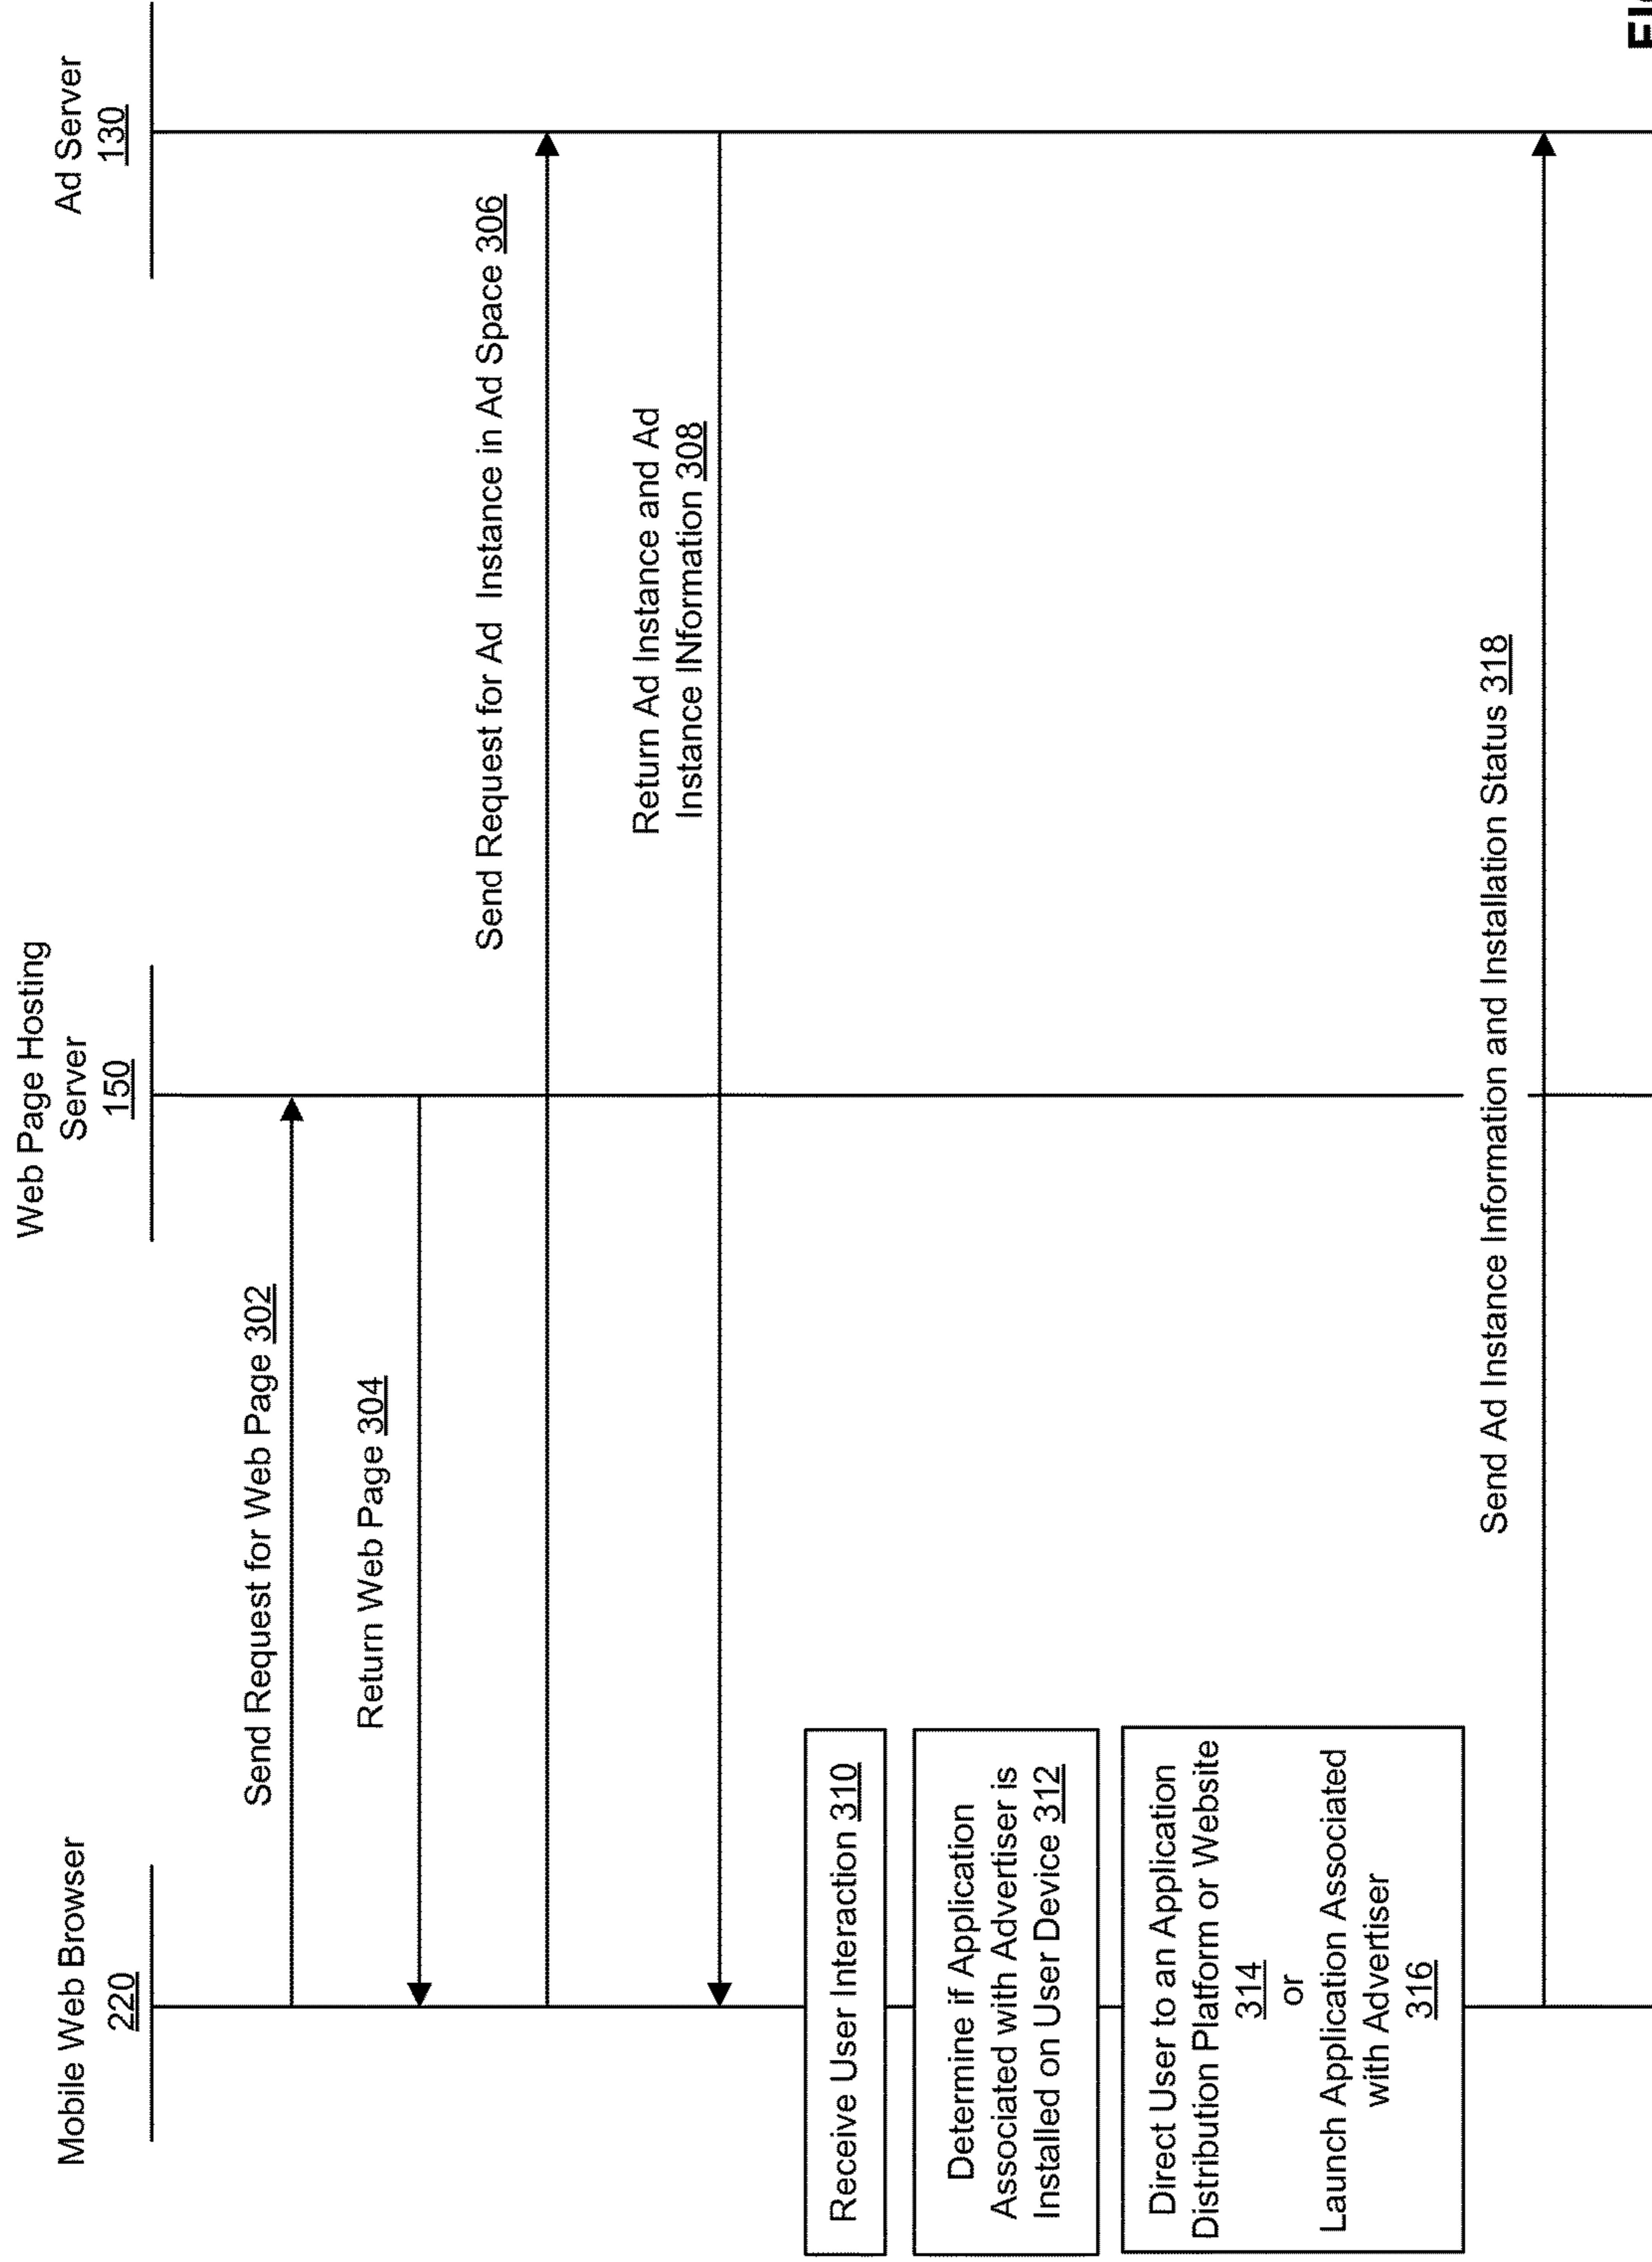 Mobile Web Browser
220
Web Page Hosting
Server
150
Ad Server
130
Send Request for Web Page 302
Return Web Page 304
Send Request for Ad Instance in Ad Space 306
Return Ad Instance and Ad
Instance INformation 308
Receive User Interaction 310
Determine if Application
Associated with Advertiser is
Installed on User Device 312
Direct User to an Application
Distribution Platform or Website
314
or
Launch Application Associated
with Advertiser
316
Send Ad Instance Information and Installation Status 318